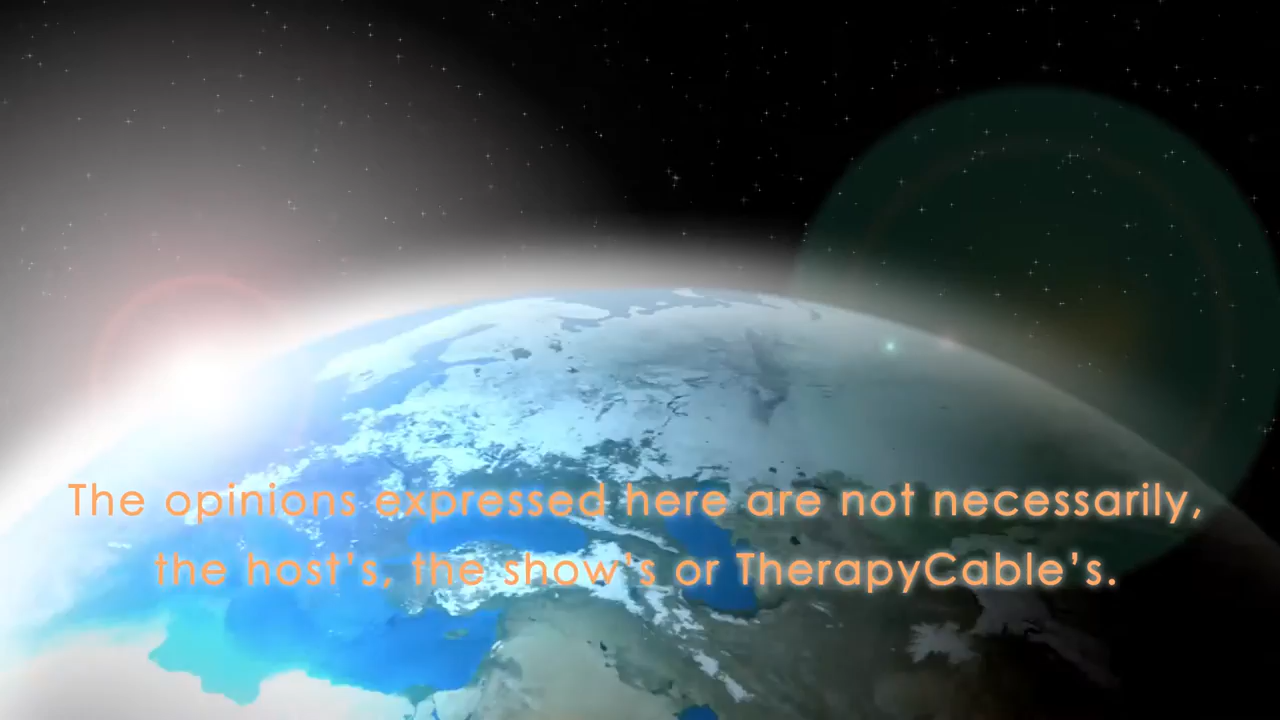 The opinions expressed here are not necessarily,
the host's, the show's or TherapyCable's.